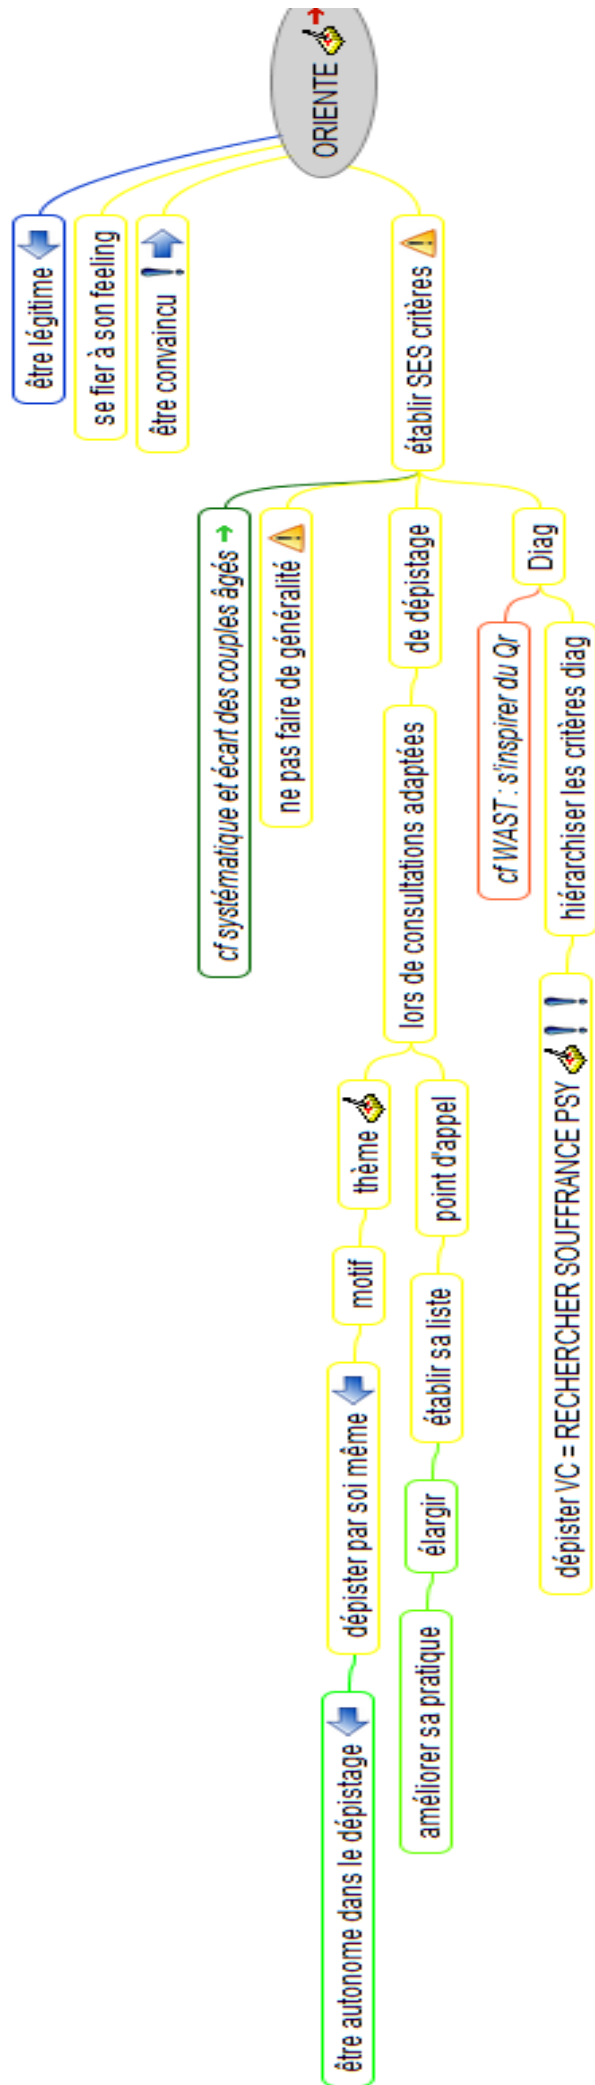 ORIENTE
être légitime
se fier à son feeling
être convaincu
établir SES critères
cf systématique et écart des couples âgés
ne pas faire de généralité
de dépistage
lors de consultations adaptées
thème
motif
dépister par soi même
être autonome dans le dépistage
point d'appel
établir sa liste
élargir
améliorer sa pratique
Diag
cf WAST : s'inspirer du Qr
hiérarchiser les critères diag
dépister VC = RECHERCHER SOUFFRANCE PSY